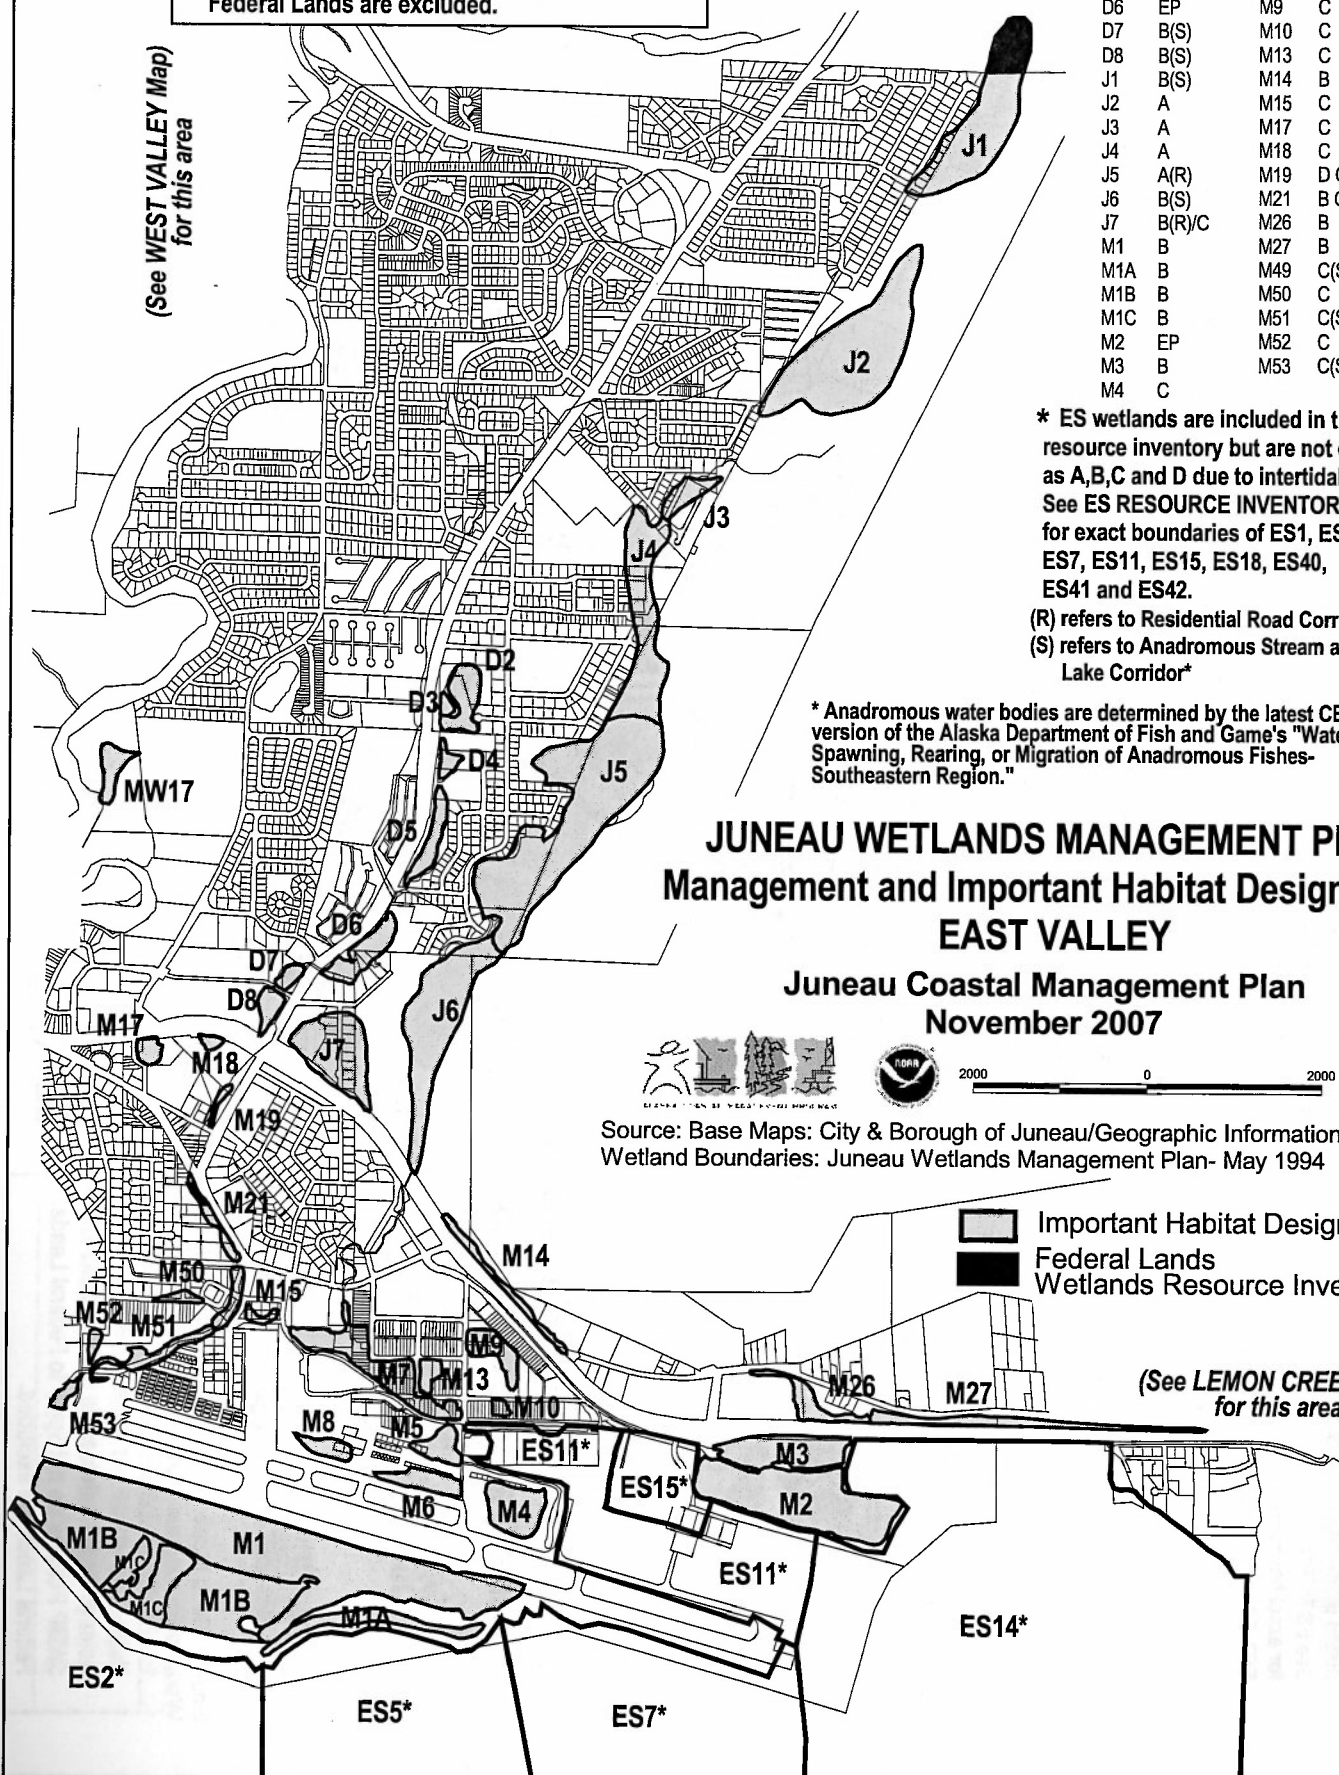 Federal Lands are excluded.
(See WEST VALLEY Map)
for this area
D6 EP M9 C
D7 B(S) M10 C
D8 B(S) M13 C
J1 B(S) M14 B
J2 A M15 C
J3 A M17 C
J4 A M18 C
J5 A(R) M19 D
J6 B(S) M21 B
J7 B(R)/C M26 B
M1 B M27 B
M1A B M49 C(S
M1B B M50 C
M1C B M51 C(S
M2 EP M52 C
M3 B M53 C(S
M4 C
* ES wetlands are included in t
resource inventory but are not
as A,B,C and D due to intertidal
See ES RESOURCE INVENTOR
for exact boundaries of ES1, ES
ES7, ES11, ES15, ES18, ES40,
ES41 and ES42.
(R) refers to Residential Road Corr
(S) refers to Anadromous Stream a
Lake Corridor*
* Anadromous water bodies are determined by the latest CB
version of the Alaska Department of Fish and Game's "Wate
Spawning, Rearing, or Migration of Anadromous Fishes-
Southeastern Region."
JUNEAU WETLANDS MANAGEMENT P
Management and Important Habitat Design
EAST VALLEY
Juneau Coastal Management Plan
November 2007
NOAA
2000 0 2000
Source: Base Maps: City & Borough of Juneau/Geographic Information
Wetland Boundaries: Juneau Wetlands Management Plan- May 1994
Important Habitat Desig
Federal Lands
Wetlands Resource Inve
(See LEMON CREE
for this area
J1
J2
J3
J4
D2
D3
D4
J5
MW17
D5
D6
D7
D8
J6
M17
J7
M18
M19
M21
M14
M50
M15
M52
M51
M9
M7
M13
M26
M27
M10
M53
M8
M5
ES11*
M3
ES15*
M6
M4
M2
M1B
M1
M1C
ES11*
M1C
M1B
M1A
ES14*
ES2*
ES5*
ES7*